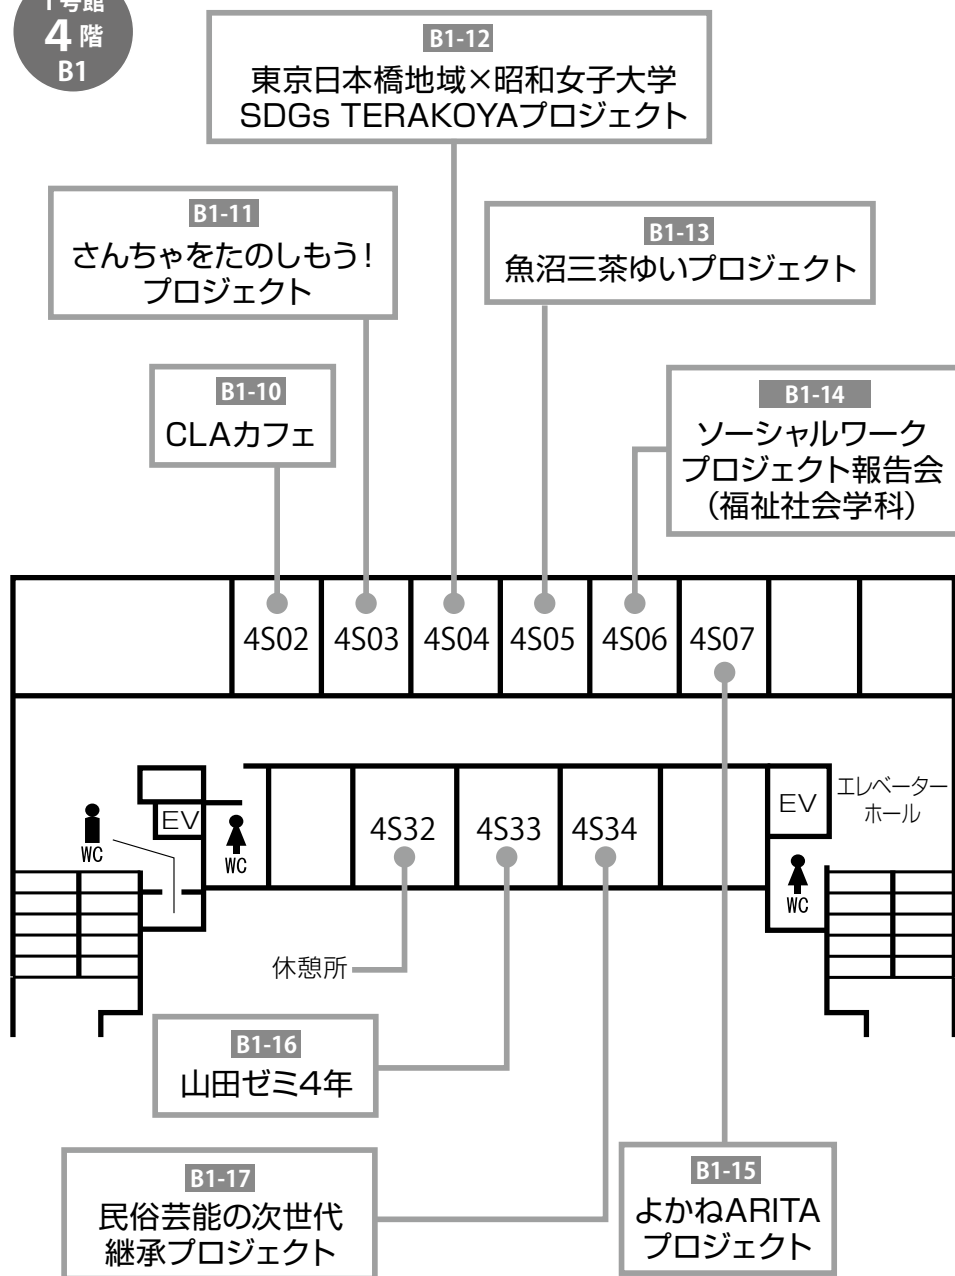 1号館
4階
B1
B1-12
東京日本橋地域×昭和女子大学
SDGs TERAKOYAプロジェクト
B1-11
さんちゃをたのしもう！
プロジェクト
B1-13
魚沼三茶ゆいプロジェクト
B1-10
CLAカフェ
B1-14
ソーシャルワーク
プロジェクト報告会
（福祉社会学科）
4S02
4S03
4S04
4S05
4S06
4S07
EV
WC
WC
4S32
4S33
4S34
EV
エレベーター
ホール
WC
休憩所
B1-16
山田ゼミ4年
B1-17
民俗芸能の次世代
継承プロジェクト
B1-15
よかねARITA
プロジェクト